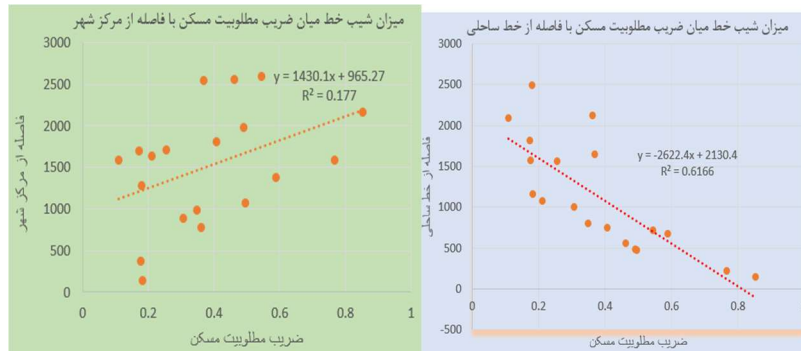 میزان شیب خط میان ضریب مطلوبیت مسکن با فاصله از مرکز شهر
3000
2500
2000
1500
1000
500
0
فاصله از مرکز شهر
y = 1430.1x + 965.27
R² = 0.177
0 0.2 0.4 0.6 0.8 1
ضریب مطلوبیت مسکن
میزان شیب خط میان ضریب مطلوبیت مسکن با فاصله از خط ساحلی
3000
2500
2000
1500
1000
500
0
-500
فاصله از خط ساحلی
y = -2622.4x + 2130.4
R² = 0.6166
0 0.2 0.4 0.6 0.8
ضریب مطلوبیت مسکن